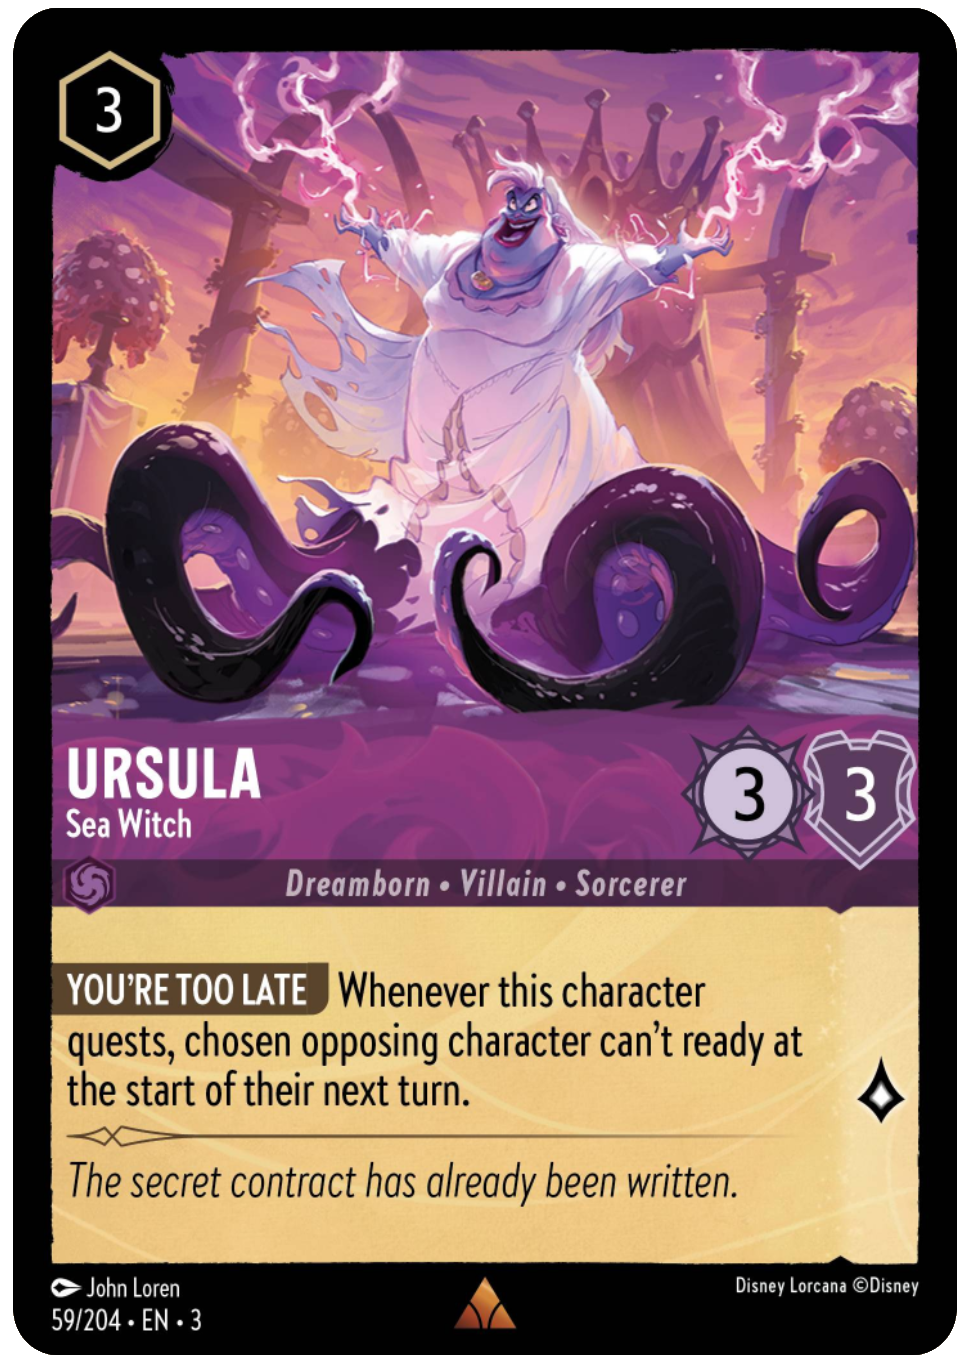 3
URSULA
Sea Witch
3
3
Dreamborn • Villain • Sorcerer
YOU'RE TOO LATE Whenever this character
quests, chosen opposing character can't ready at
the start of their next turn.
The secret contract has already been written.
John Loren
59/204 • EN • 3
Disney Lorcana ©Disney